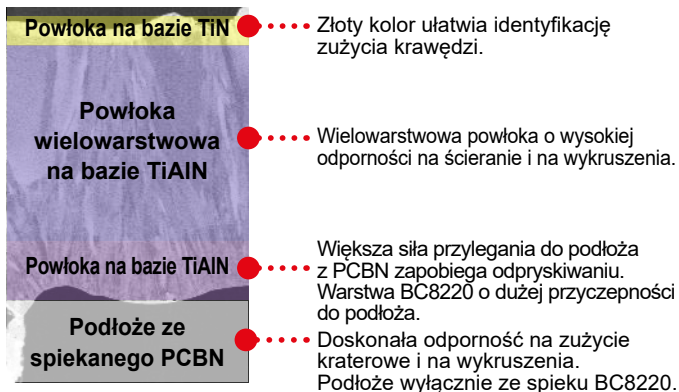 Powłoka na bazie TiN
Złoty kolor ułatwia identyfikację
zużycia krawędzi.
Powłoka
wielowarstwowa
na bazie TiAlN
Wielowarstwowa powłoka o wysokiej
odporności na ścieranie i na wykruszenia.
Powłoka na bazie TiAlN
Większa siła przylegania do podłoża
z PCBN zapobiega odpryskiwaniu.
Warstwa BC8220 o dużej przyczepności
do podłoża.
Podłoże ze
spiekanego PCBN
Doskonała odporność na zużycie
kraterowe i na wykruszenia.
Podłoże wyłącznie ze spieku BC8220.